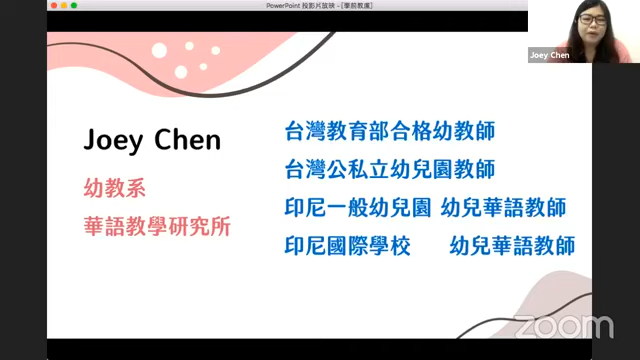 PowerPoint 投影片放映 - [學前教案]
Joey Chen
Joey Chen
幼教系
華語教學研究所
台灣教育部合格幼教師
台灣公私立幼兒園教師
印尼一般幼兒園 幼兒華語教師
印尼國際學校 幼兒華語教師
zoom